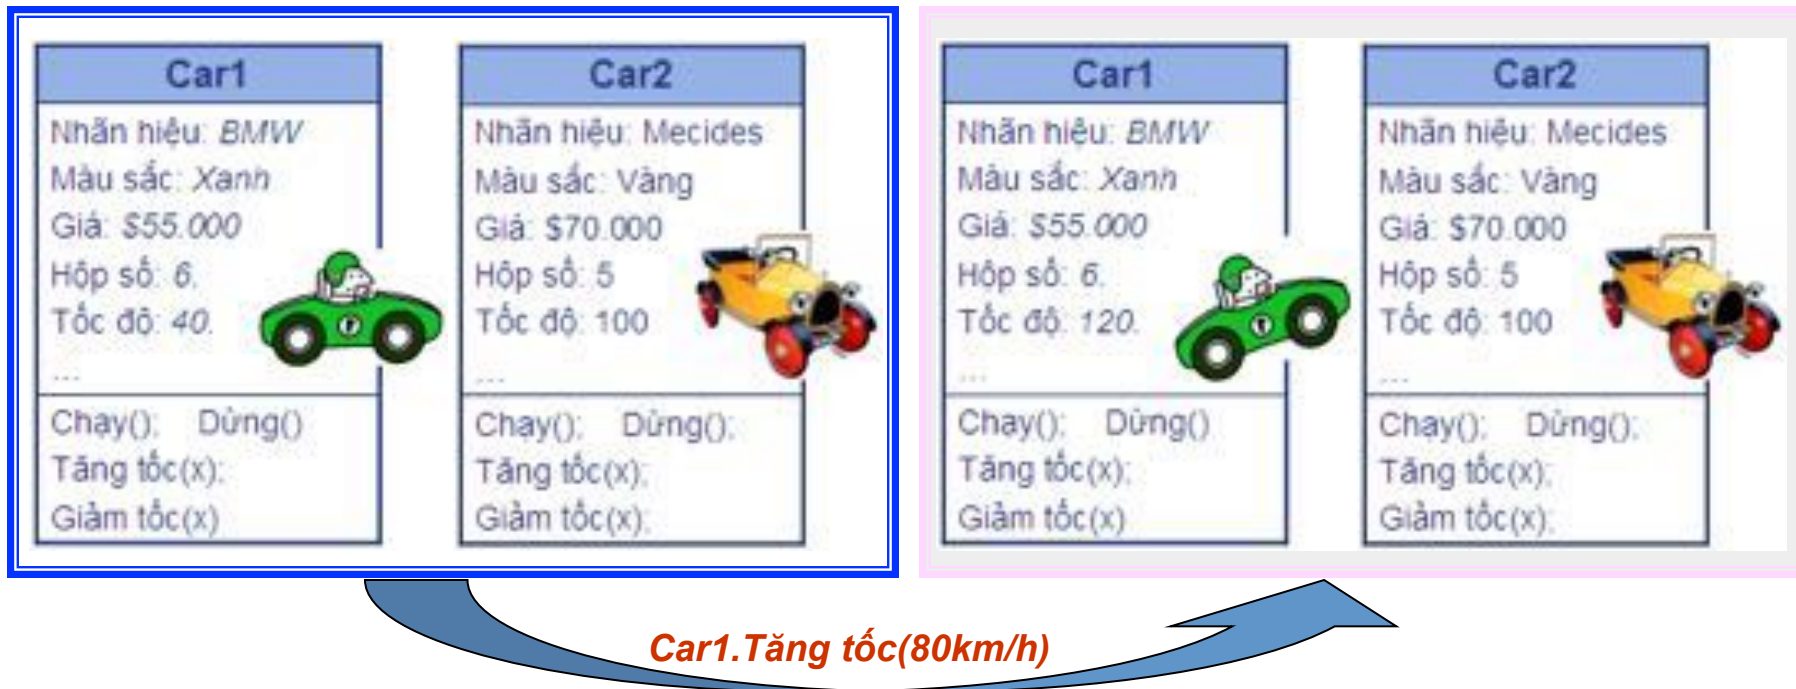 Car1
Nhãn hiệu: BMW
Màu sắc: Xanh
Giá: $55.000
Hộp số: 6.
Tốc độ: 40.
...
Chạy(); Dừng()
Tăng tốc(x);
Giảm tốc(x)
Car2
Nhãn hiệu: Mecides
Màu sắc: Vàng
Giá: $70.000
Hộp số: 5
Tốc độ: 100
...
Chạy(); Dừng();
Tăng tốc(x);
Giảm tốc(x);
Car1
Nhãn hiệu: BMW
Màu sắc: Xanh
Giá: $55.000
Hộp số: 6.
Tốc độ: 120.
...
Chạy(); Dừng()
Tăng tốc(x);
Giảm tốc(x)
Car2
Nhãn hiệu: Mecides
Màu sắc: Vàng
Giá: $70.000
Hộp số: 5
Tốc độ: 100
...
Chạy(); Dừng();
Tăng tốc(x);
Giảm tốc(x);
Car1.Tăng tốc(80km/h)